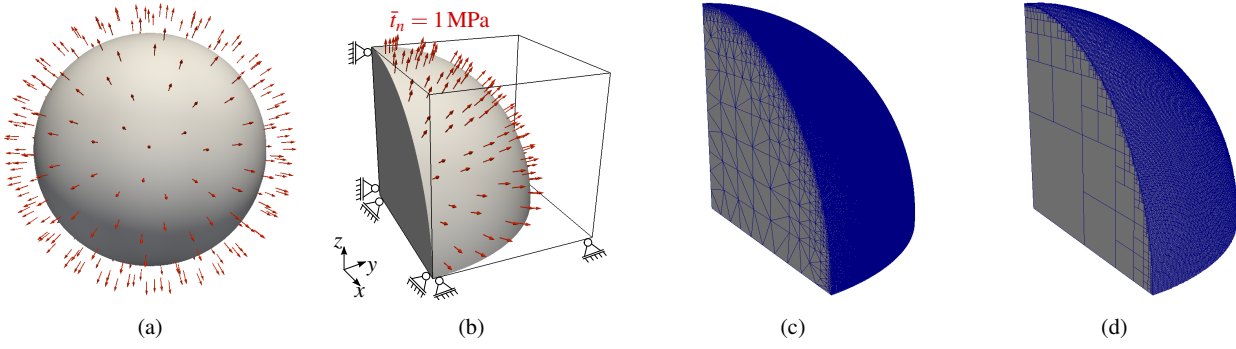 t̄ₙ = 1 MPa
z
y
x
(a)
(b)
(c)
(d)